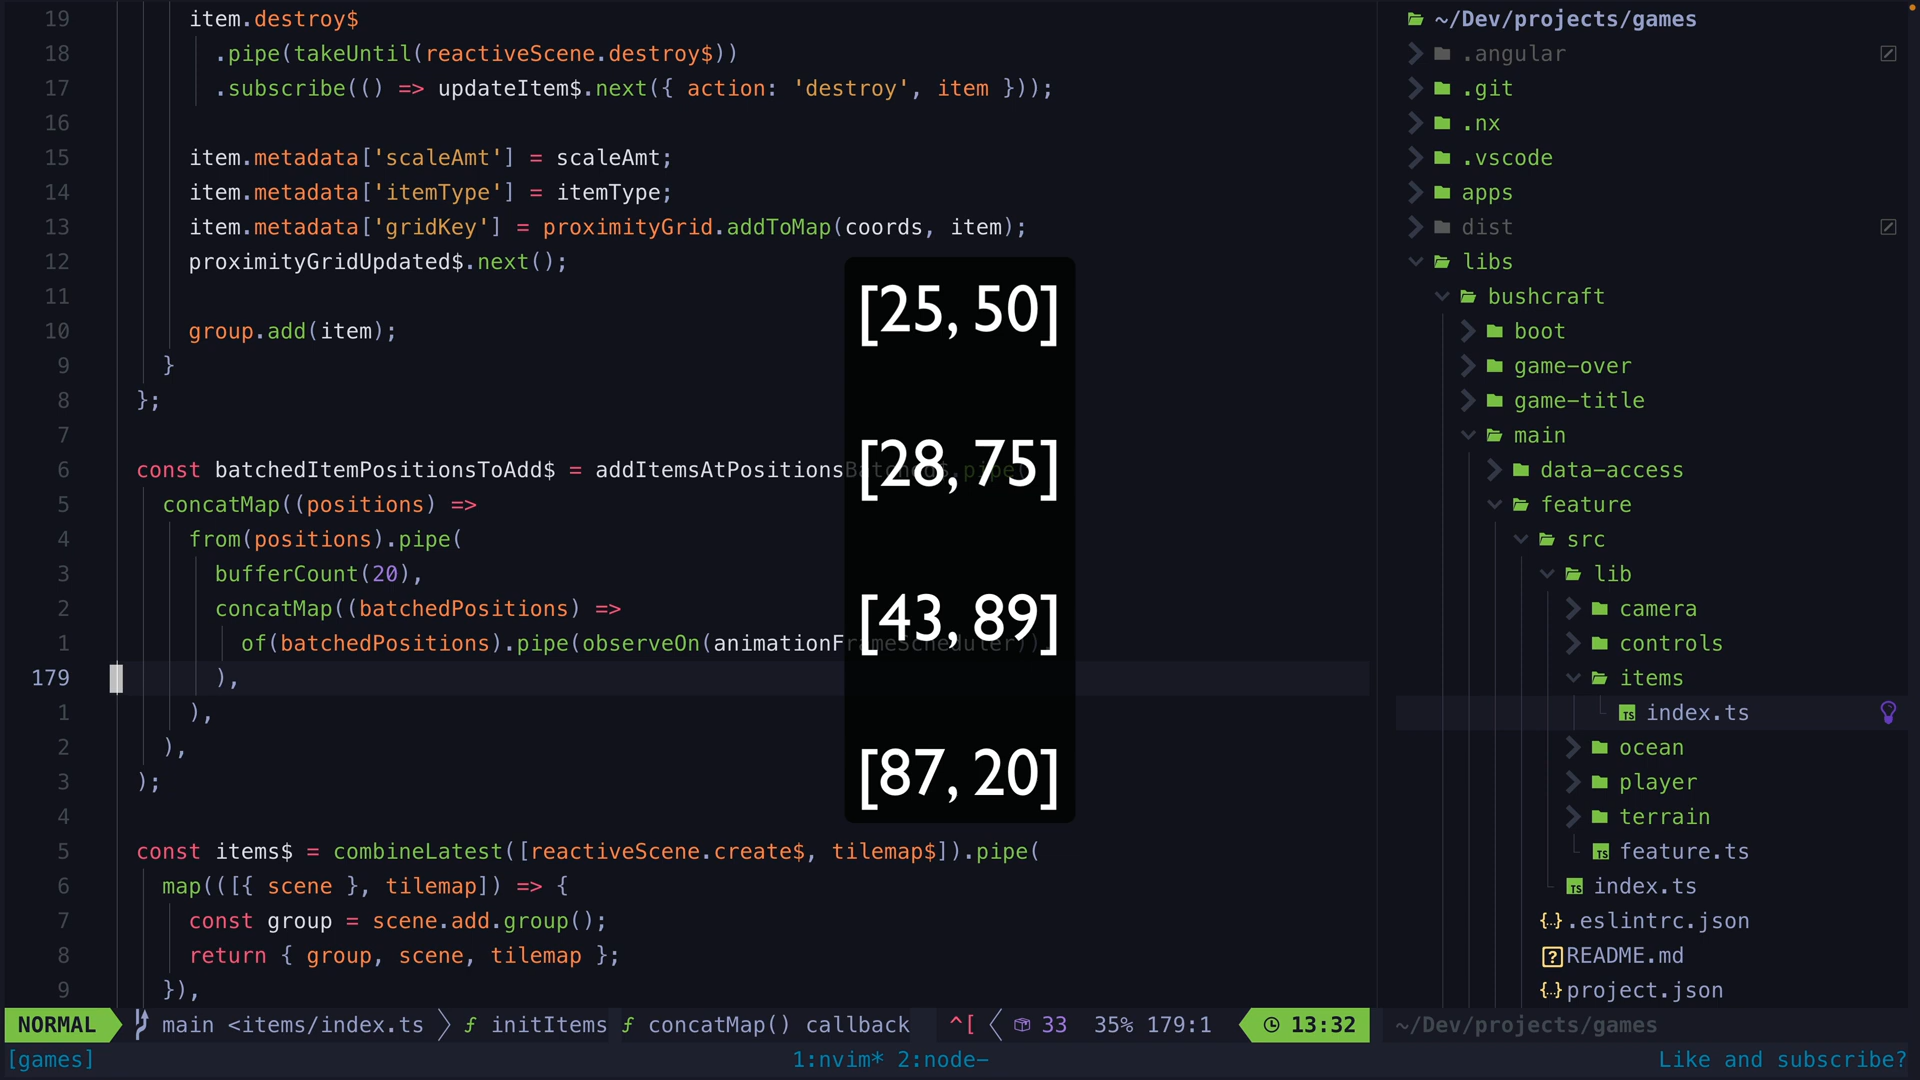 19 item.destroy$
18 .pipe(takeUntil(reactiveScene.destroy$))
17 .subscribe(() => updateItem$.next({ action: 'destroy', item }));
16
15 item.metadata['scaleAmt'] = scaleAmt;
14 item.metadata['itemType'] = itemType;
13 item.metadata['gridKey'] = proximityGrid.addToMap(coords, item);
12 proximityGridUpdated$.next();
11
10 group.add(item);
9 }
8 };
7
6 const batchedItemPositionsToAdd$ = addItemsAtPositionsBatched$.pipe(
5 concatMap((positions) =>
4 from(positions).pipe(
3 bufferCount(20),
2 concatMap((batchedPositions) =>
1 of(batchedPositions).pipe(observeOn(animationFrameScheduler)),
179 ),
1 ),
2 ),
3 );
4
5 const items$ = combineLatest([reactiveScene.create$, tilemap$]).pipe(
6 map(([{ scene }, tilemap]) => {
7 const group = scene.add.group();
8 return { group, scene, tilemap };
9 }),
[25, 50]
[28, 75]
[43, 89]
[87, 20]
~/Dev/projects/games
.angular
.git
.nx
.vscode
apps
dist
libs
bushcraft
boot
game-over
game-title
main
data-access
feature
src
lib
camera
controls
items
TS index.ts
ocean
player
terrain
TS feature.ts
TS index.ts
{..} .eslintrc.json
? README.md
{..} project.json
NORMAL main <items/index.ts ƒ initItems ƒ concatMap() callback ^[ 33 35% 179:1 13:32 ~/Dev/projects/games
[games] 1:nvim* 2:node- Like and subscribe?